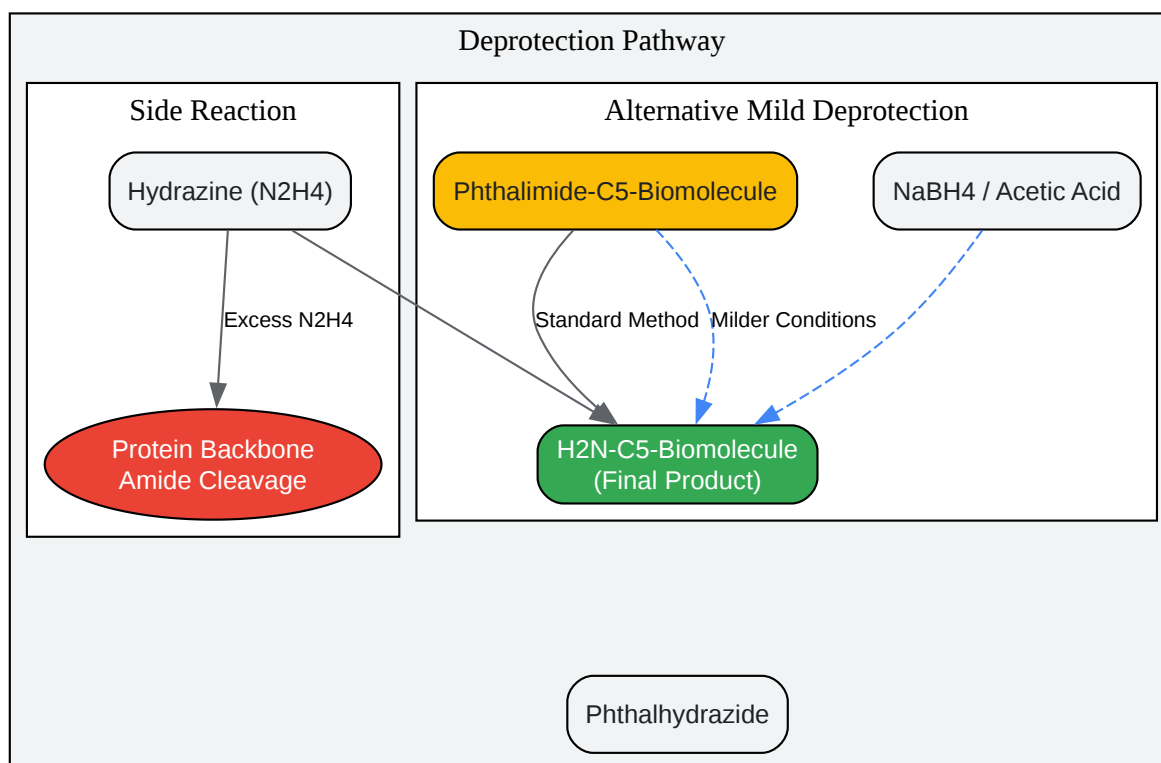 Deprotection Pathway
Side Reaction
Alternative Mild Deprotection
Hydrazine (N2H4)
Phthalimide-C5-Biomolecule
NaBH4 / Acetic Acid
Excess N2H4
Standard Method
Milder Conditions
Protein Backbone
Amide Cleavage
H2N-C5-Biomolecule
(Final Product)
Phthalhydrazide